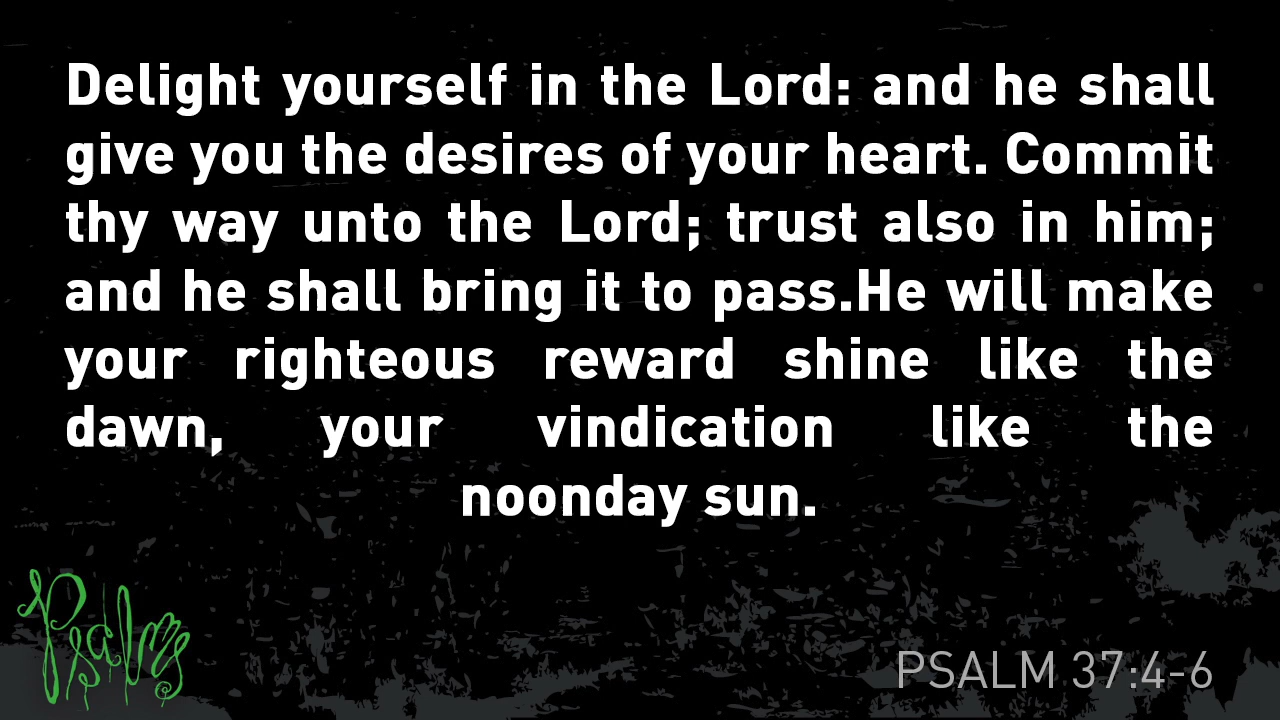 Delight yourself in the Lord: and he shall
give you the desires of your heart. Commit
thy way unto the Lord; trust also in him;
and he shall bring it to pass.He will make
your righteous reward shine like the
dawn, your vindication like the
noonday sun.
Psalms
PSALM 37:4-6